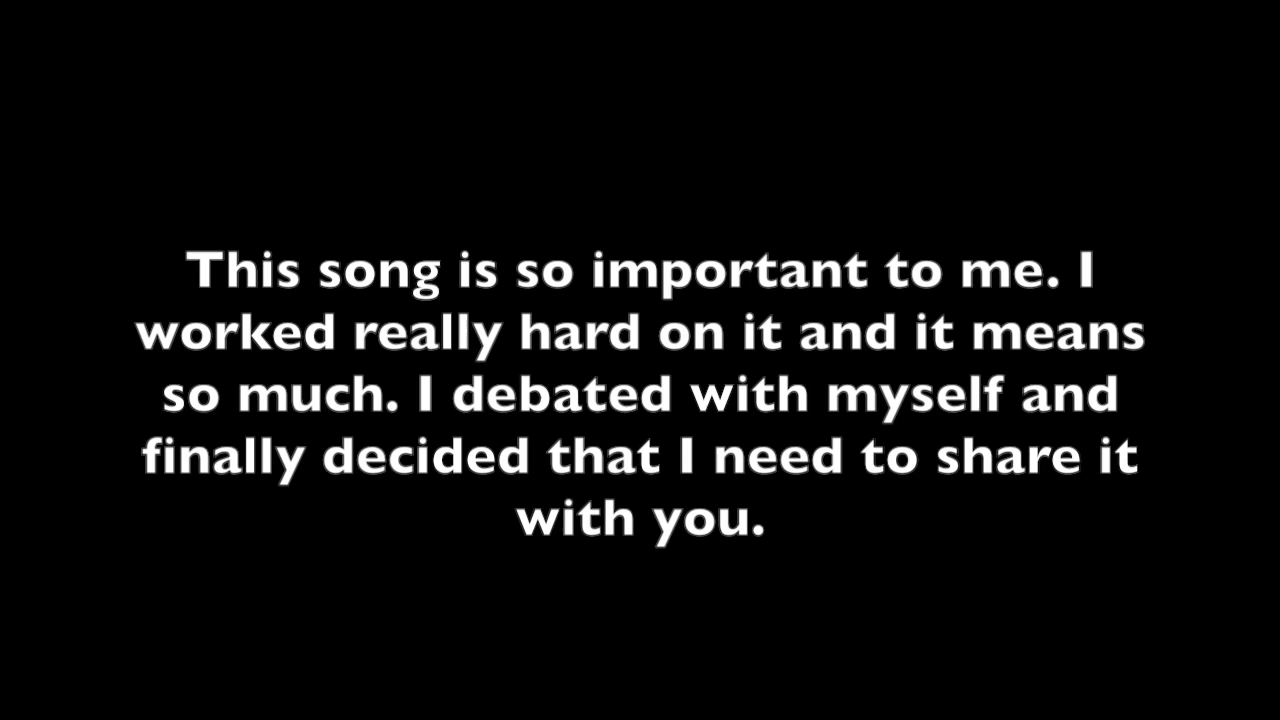 This song is so important to me. I
worked really hard on it and it means
so much. I debated with myself and
finally decided that I need to share it
with you.